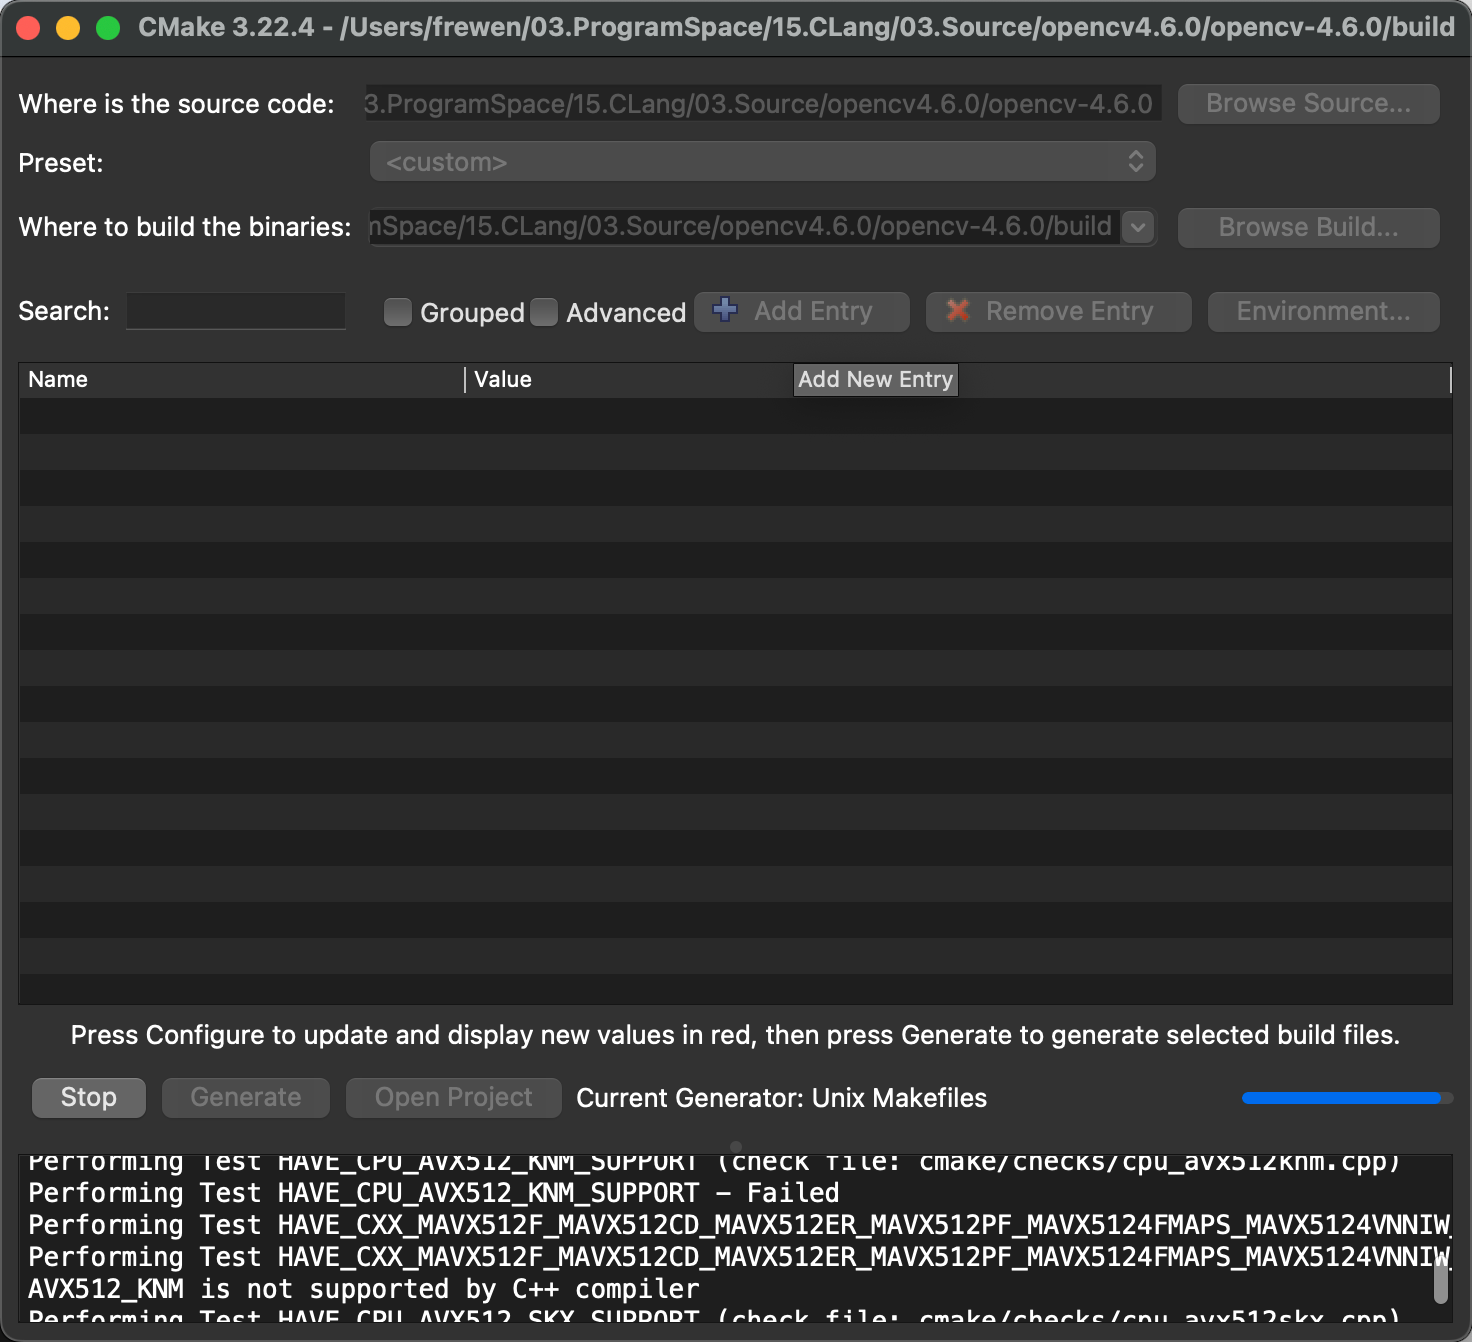 CMake 3.22.4 - /Users/frewen/03.ProgramSpace/15.CLang/03.Source/opencv4.6.0/opencv-4.6.0/build
Where is the source code: 3.ProgramSpace/15.CLang/03.Source/opencv4.6.0/opencv-4.6.0 Browse Source...
Preset: <custom>
Where to build the binaries: mSpace/15.CLang/03.Source/opencv4.6.0/opencv-4.6.0/build Browse Build...
Search: Grouped Advanced Add Entry Remove Entry Environment...
Name Value Add New Entry
Press Configure to update and display new values in red, then press Generate to generate selected build files.
Stop Generate Open Project Current Generator: Unix Makefiles
Performing Test HAVE_CPU_AVX512_KNM_SUPPORT (check file: cmake/checks/cpu_avx512knm.cpp)
Performing Test HAVE_CPU_AVX512_KNM_SUPPORT - Failed
Performing Test HAVE_CXX_MAVX512F_MAVX512CD_MAVX512ER_MAVX512PF_MAVX5124FMAPS_MAVX5124VNNIW_
Performing Test HAVE_CXX_MAVX512F_MAVX512CD_MAVX512ER_MAVX512PF_MAVX5124FMAPS_MAVX5124VNNIW_
AVX512_KNM is not supported by C++ compiler
Performing Test HAVE_CPU_AVX512_SKX_SUPPORT (check file: cmake/checks/cpu_avx512skx.cpp)